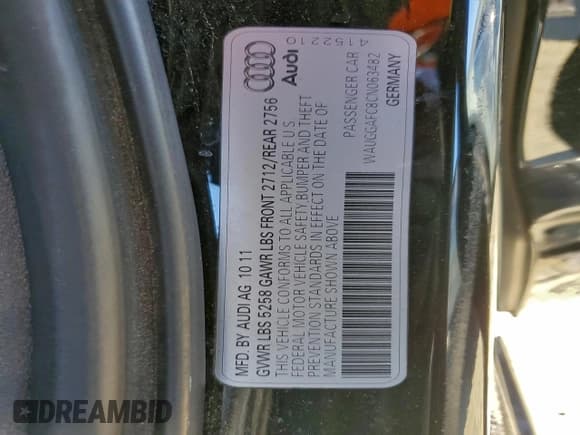 415210
Audi
MFD. BY AUDI AG 10 11
GVWR LBS 5258 GAWR LBS FRONT 2712/REAR 2756
THIS VEHICLE CONFORMS TO ALL APPLICABLE U.S.
FEDERAL MOTOR VEHICLE SAFETY BUMPER AND THEFT
PREVENTION STANDARDS IN EFFECT ON THE DATE OF
MANUFACTURE SHOWN ABOVE
PASSENGER CAR
WAUGGAFC8CN063482
GERMANY
DREAMBID